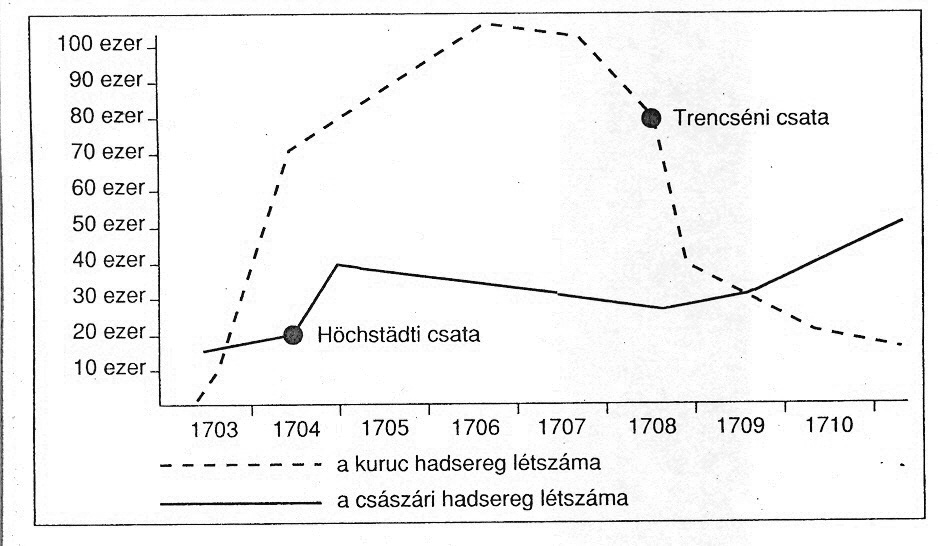 100 ezer
90 ezer
80 ezer
Trencséni csata
70 ezer
60 ezer
50 ezer
40 ezer
30 ezer
20 ezer
Höchstädti csata
10 ezer
1703 1704 1705 1706 1707 1708 1709 1710
a kuruc hadsereg létszáma
a császári hadsereg létszáma